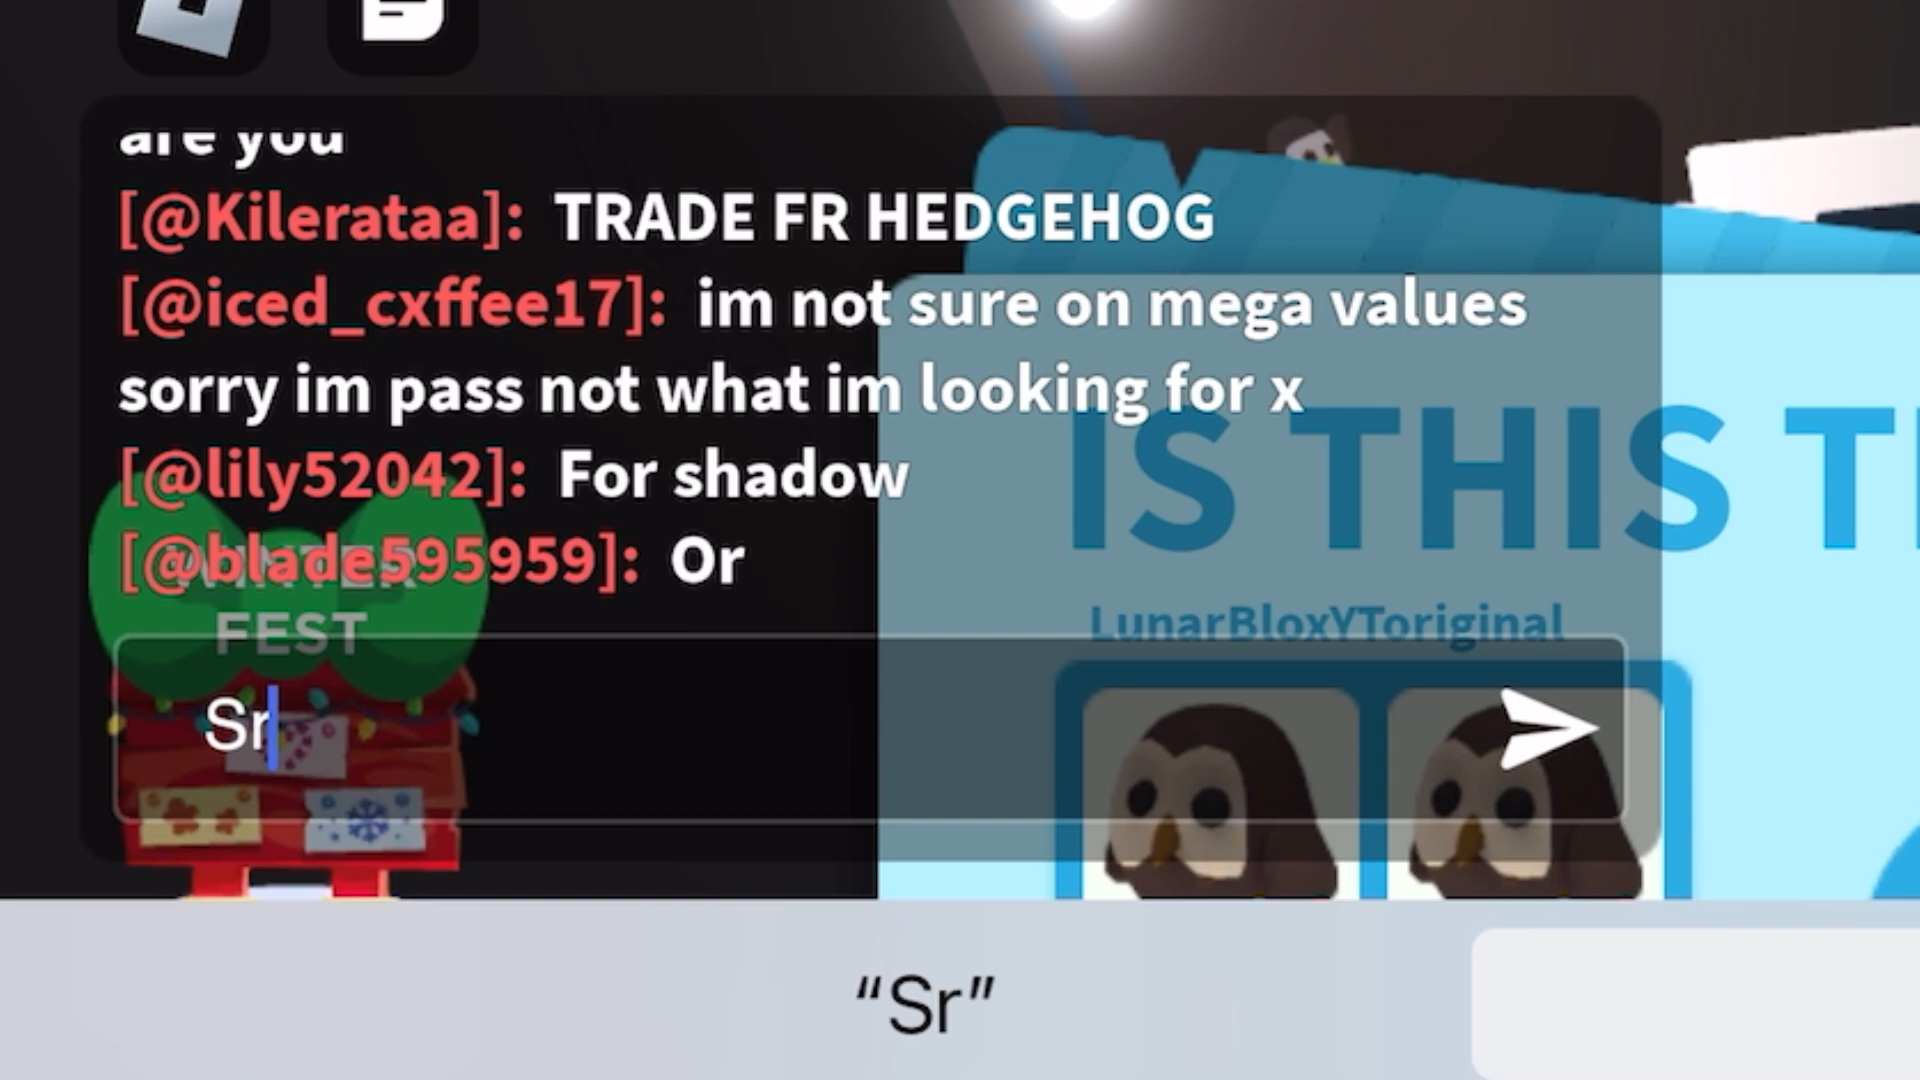 are you
[@Kilerataa]: TRADE FR HEDGEHOG
[@iced_cxffee17]: im not sure on mega values
sorry im pass not what im looking for x
[@lily52042]: For shadow
[@blade595959]: Or
WINTER
FEST
IS THIS T
LunarBloxYToriginal
Sr
“Sr”